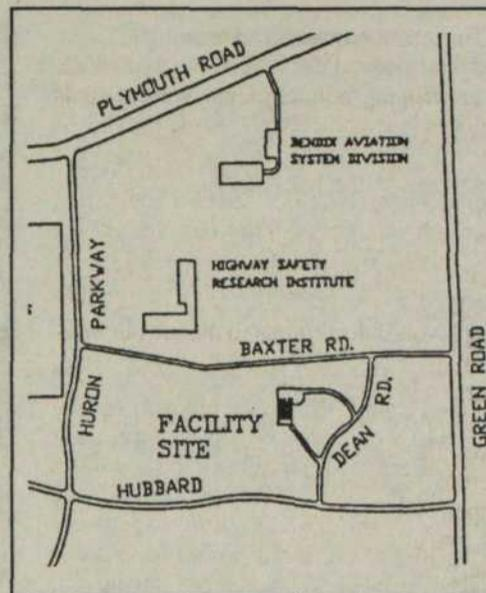 PLYMOUTH ROAD
BENDIX AVIATION
SYSTEM DIVISION
HIGHWAY SAFETY
RESEARCH INSTITUTE
PARKWAY
HURON
BAXTER RD.
GREEN ROAD
FACILITY
SITE
DEAN RD.
HUBBARD